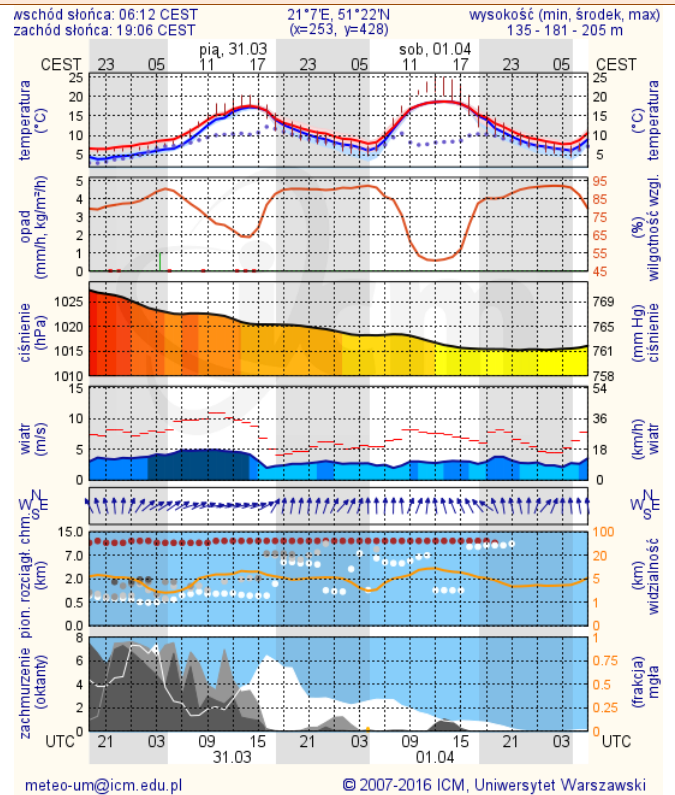 wschód słońca: 06:12 CEST 21°7'E, 51°22'N wysokość (min, środek, max)
zachód słońca: 19:06 CEST (x=253, y=428) 135 - 181 - 205 m
pią, 31.03 sob, 01.04
CEST 23 05 11 17 23 05 11 17 23 05 CEST
temperatura (°C)
25 20 15 10 5
25 20 15 10 5
temperatura (°C)
opad (mm/h, kg/m²/h)
5 4 3 2 1 0
95 85 75 65 55 45
(%) wilgotność wzgl.
ciśnienie (hPa)
1025 1020 1015 1010
769 765 761 758
(mm Hg) ciśnienie
wiatr (m/s)
15 10 5 0
54 36 18 0
(km/h) wiatr
N W E S
N W E S
pion. rozciągł. chm. (km)
15.0 7.0 2.0 0.5 0.0
100 20 5 1 0
(km) widzialność
zachmurzenie (oktanty)
8 6 4 2 0
1 0.75 0.5 0.25 0
(frakcja) mgła
UTC 21 03 09 15 21 03 09 15 21 03 UTC
31.03 01.04
meteo-um@icm.edu.pl © 2007-2016 ICM, Uniwersytet Warszawski